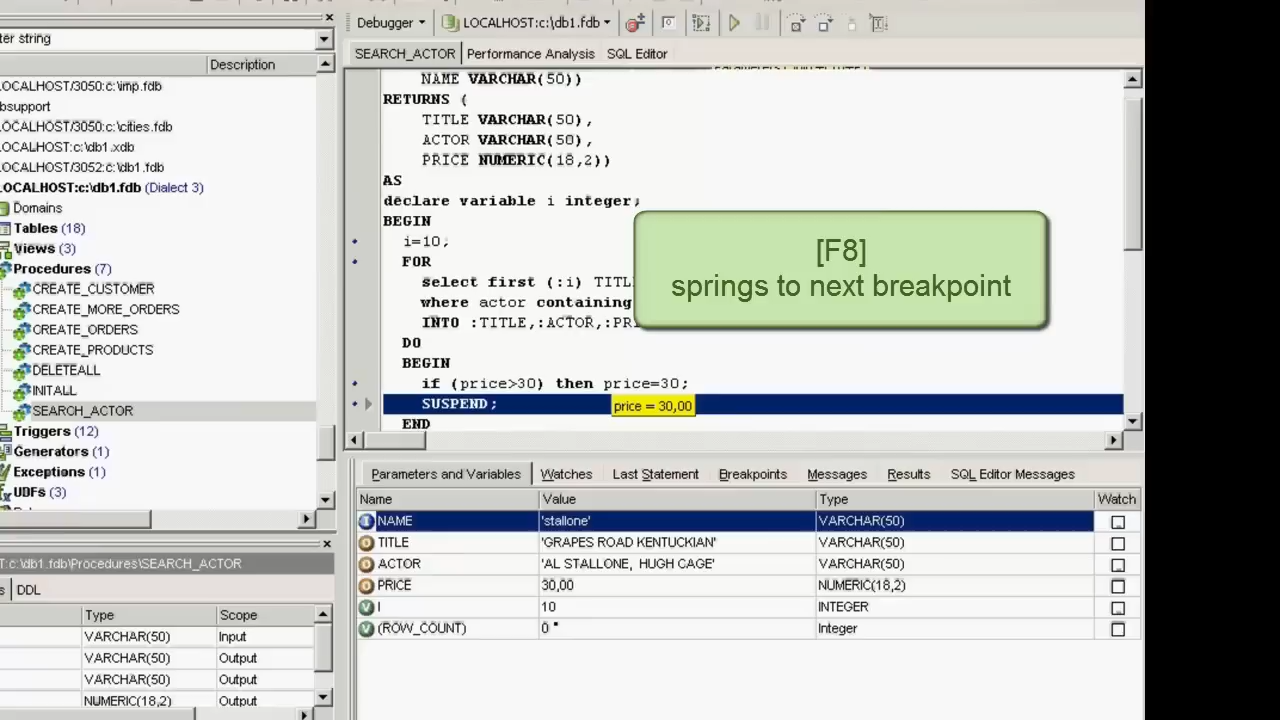 Debugger
LOCALHOST:c:\db1.fdb
ter string
SEARCH_ACTOR
Performance Analysis
SQL Editor
Description
LOCALHOST/3050:c:\imp.fdb
bsupport
LOCALHOST/3050:c:\cities.fdb
LOCALHOST:c:\db1.xdb
LOCALHOST/3052:c:\db1.fdb
LOCALHOST:c:\db1.fdb (Dialect 3)
Domains
Tables (18)
Views (3)
Procedures (7)
CREATE_CUSTOMER
CREATE_MORE_ORDERS
CREATE_ORDERS
CREATE_PRODUCTS
DELETEALL
INITALL
SEARCH_ACTOR
Triggers (12)
Generators (1)
Exceptions (1)
UDFs (3)
NAME VARCHAR(50))
RETURNS (
TITLE VARCHAR(50),
ACTOR VARCHAR(50),
PRICE NUMERIC(18,2))
AS
declare variable i integer;
BEGIN
i=10;
FOR
select first (:i) TITL
where actor containing
INTO :TITLE,:ACTOR,:PR
DO
BEGIN
if (price>30) then price=30;
SUSPEND;
price = 30,00
END
[F8]
springs to next breakpoint
T:c:\db1.fdb\Procedures\SEARCH_ACTOR
s
DDL
Type
Scope
VARCHAR(50)
Input
VARCHAR(50)
Output
VARCHAR(50)
Output
NUMERIC(18,2)
Output
Parameters and Variables
Watches
Last Statement
Breakpoints
Messages
Results
SQL Editor Messages
Name
Value
Type
Watch
NAME
'stallone'
VARCHAR(50)
TITLE
'GRAPES ROAD KENTUCKIAN'
VARCHAR(50)
ACTOR
'AL STALLONE, HUGH CAGE'
VARCHAR(50)
PRICE
30,00
NUMERIC(18,2)
I
10
INTEGER
(ROW_COUNT)
0 *
Integer